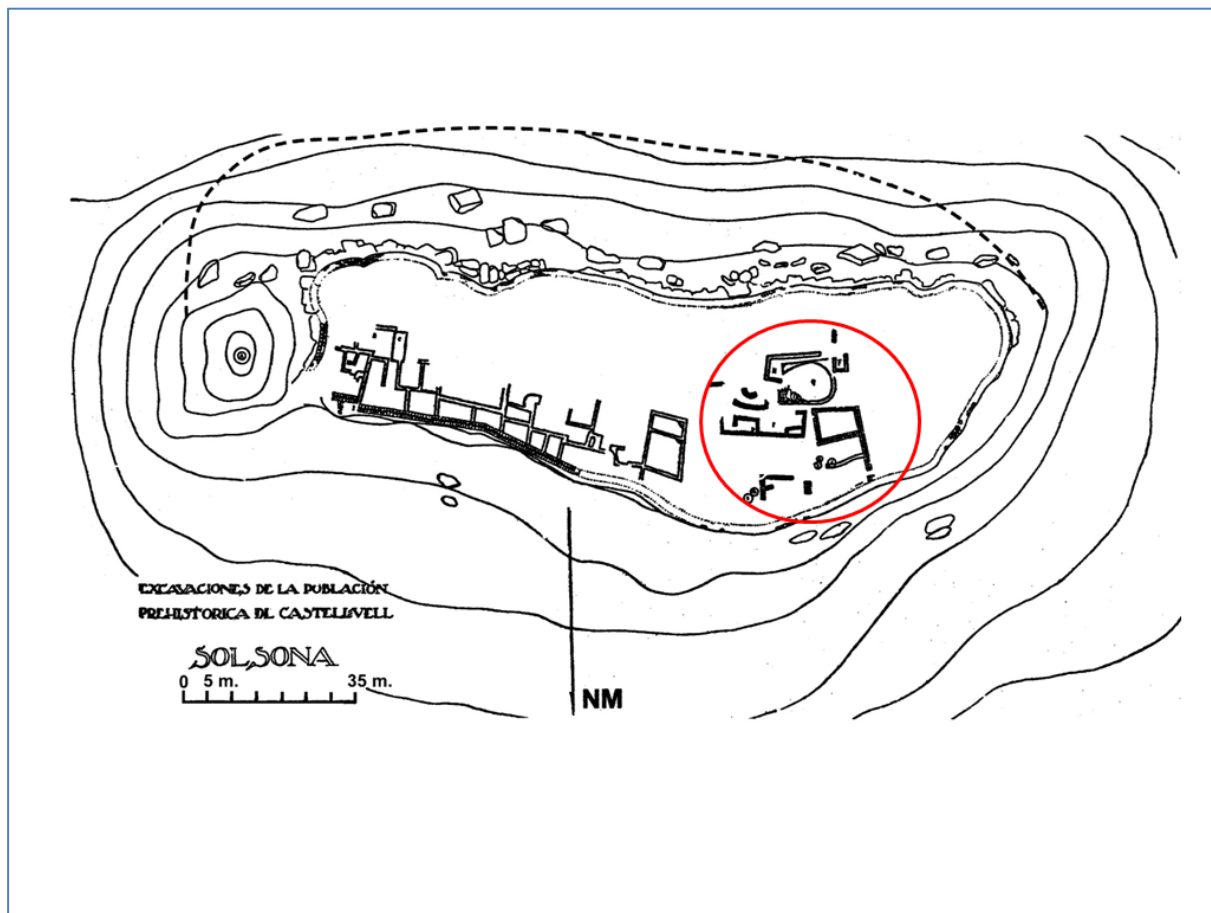 EXCAVACIONES DE LA POBLACIÓN
PREHISTORICA DE CASTELLVELL
SOLSONA
0 5 m. 35 m.
NM